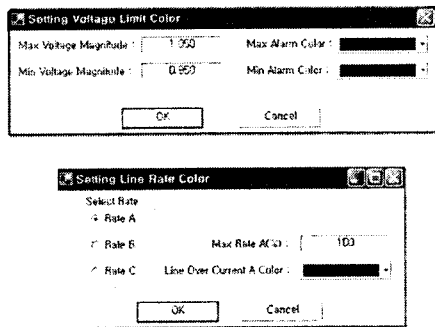 Setting Voltage Limit Color
Max Voltage Magnitude : 1.050 Max Alarm Color :
Min Voltage Magnitude : 0.950 Min Alarm Color :
OK Cancel
Setting Line Rate Color
Select Rate
Rate A
Rate B Max Rate A(%) : 100
Rate C Line Over Current A Color :
OK Cancel